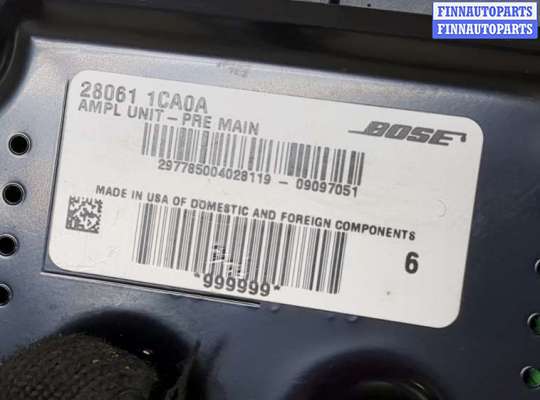 FINNAUTOPARTS
FINNAUTOPARTS
28061 1CA0A
AMPL UNIT - PRE MAIN
BOSE
297785004028119 - 09097051
MADE IN USA OF DOMESTIC AND FOREIGN COMPONENTS
6
*999999*